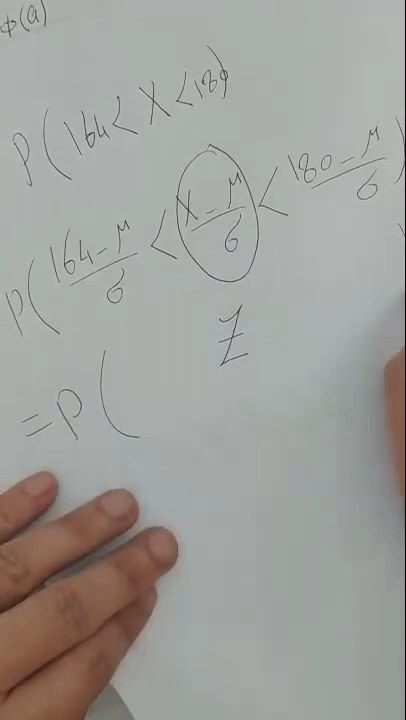 Φ(a)
P(164 < X < 180)
P(164-μ/σ < X-μ/σ < 180-μ/σ)
Z
=P(